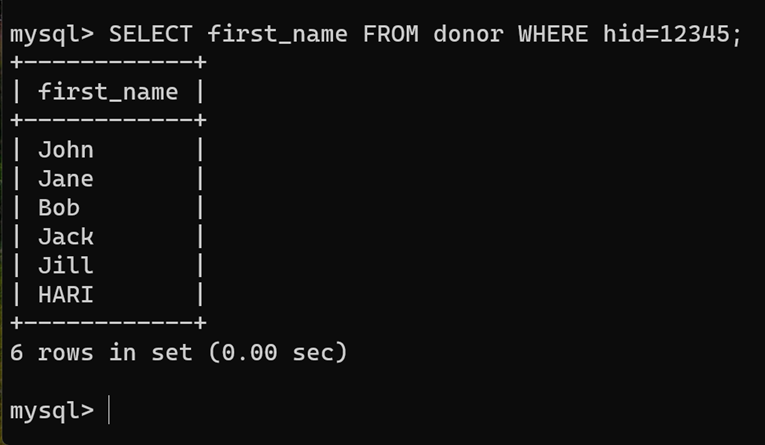 mysql> SELECT first_name FROM donor WHERE hid=12345;
+------------+
| first_name |
+------------+
| John       |
| Jane       |
| Bob        |
| Jack       |
| Jill       |
| HARI       |
+------------+
6 rows in set (0.00 sec)
mysql>